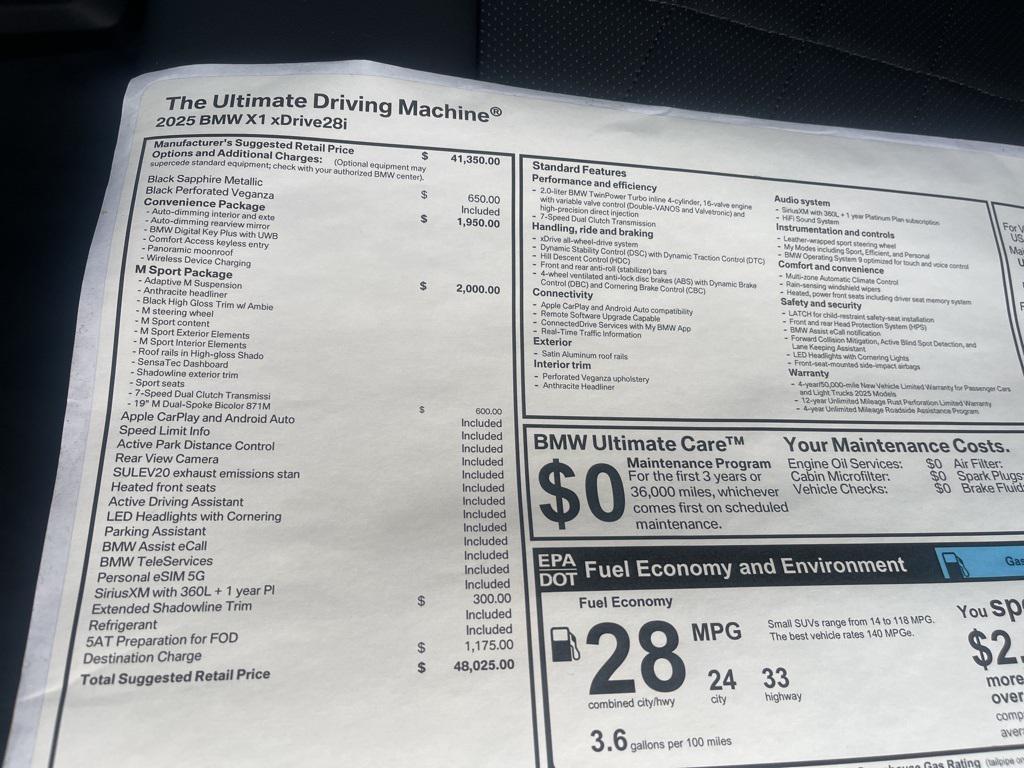 The Ultimate Driving Machine®
2025 BMW X1 xDrive28i
Manufacturer's Suggested Retail Price $ 41,350.00
Options and Additional Charges: (Optional equipment may
supercede standard equipment; check with your authorized BMW center).
Black Sapphire Metallic $ 650.00
Black Perforated Veganza Included
Convenience Package $ 1,950.00
- Auto-dimming interior and exte
- Auto-dimming rearview mirror
- BMW Digital Key Plus with UWB
- Comfort Access keyless entry
- Panoramic moonroof
- Wireless Device Charging
M Sport Package $ 2,000.00
- Adaptive M Suspension
- Anthracite headliner
- Black High Gloss Trim w/ Ambie
- M steering wheel
- M Sport content
- M Sport Exterior Elements
- M Sport Interior Elements
- Roof rails in High-gloss Shado
- SensaTec Dashboard
- Shadowline exterior trim
- Sport seats
- 7-Speed Dual Clutch Transmissi
- 19" M Dual-Spoke Bicolor 871M $ 600.00
Apple CarPlay and Android Auto Included
Speed Limit Info Included
Active Park Distance Control Included
Rear View Camera Included
SULEV20 exhaust emissions stan Included
Heated front seats Included
Active Driving Assistant Included
LED Headlights with Cornering Included
Parking Assistant Included
BMW Assist eCall Included
BMW TeleServices Included
Personal eSIM 5G Included
SiriusXM with 360L + 1 year Pl Included
Extended Shadowline Trim $ 300.00
Refrigerant Included
5AT Preparation for FOD Included
Destination Charge $ 1,175.00
Total Suggested Retail Price $ 48,025.00
Standard Features
Performance and efficiency
- 2.0-liter BMW TwinPower Turbo inline 4-cylinder, 16-valve engine
with variable valve control (Double-VANOS and Valvetronic) and
high-precision direct injection
- 7-Speed Dual Clutch Transmission
Handling, ride and braking
- xDrive all-wheel-drive system
- Dynamic Stability Control (DSC) with Dynamic Traction Control (DTC)
- Hill Descent Control (HDC)
- Front and rear anti-roll (stabilizer) bars
- 4-wheel ventilated anti-lock disc brakes (ABS) with Dynamic Brake
Control (DBC) and Cornering Brake Control (CBC)
Connectivity
- Apple CarPlay and Android Auto compatibility
- Remote Software Upgrade Capable
- ConnectedDrive Services with My BMW App
- Real-Time Traffic Information
Exterior
- Satin Aluminum roof rails
Interior trim
- Perforated Veganza upholstery
- Anthracite Headliner
Audio system
- SiriusXM with 360L + 1 year Platinum Plan subscription
- HiFi Sound System
Instrumentation and controls
- Leather-wrapped sport steering wheel
- My Modes including Sport, Efficient, and Personal
- BMW Operating System 9 optimized for touch and voice control
Comfort and convenience
- Multi-zone Automatic Climate Control
- Rain-sensing windshield wipers
- Heated, power front seats including driver seat memory system
Safety and security
- LATCH for child-restraint safety-seat installation
- Front and rear Head Protection System (HPS)
- BMW Assist eCall notification
- Forward Collision Mitigation, Active Blind Spot Detection, and
Lane Keeping Assistant
- LED Headlights with Cornering Lights
- Front-seat-mounted side-impact airbags
Warranty
- 4-year/50,000-mile New Vehicle Limited Warranty for Passenger Cars
and Light Trucks 2025 Models
- 12-year Unlimited Mileage Rust Perforation Limited Warranty
- 4-year Unlimited Mileage Roadside Assistance Program
For V
US
BMW Ultimate Care™
$0
Maintenance Program
For the first 3 years or
36,000 miles, whichever
comes first on scheduled
maintenance.
Your Maintenance Costs.
Engine Oil Services: $0 Air Filter:
Cabin Microfilter: $0 Spark Plugs:
Vehicle Checks: $0 Brake Fluid:
EPA
DOT
Fuel Economy and Environment
Gas
Fuel Economy
28 MPG
combined city/hwy
24
city
33
highway
3.6 gallons per 100 miles
Small SUVs range from 14 to 118 MPG.
The best vehicle rates 140 MPGe.
You sp
$2,
more
over
comp
aver
Gas Rating (tailpipe on